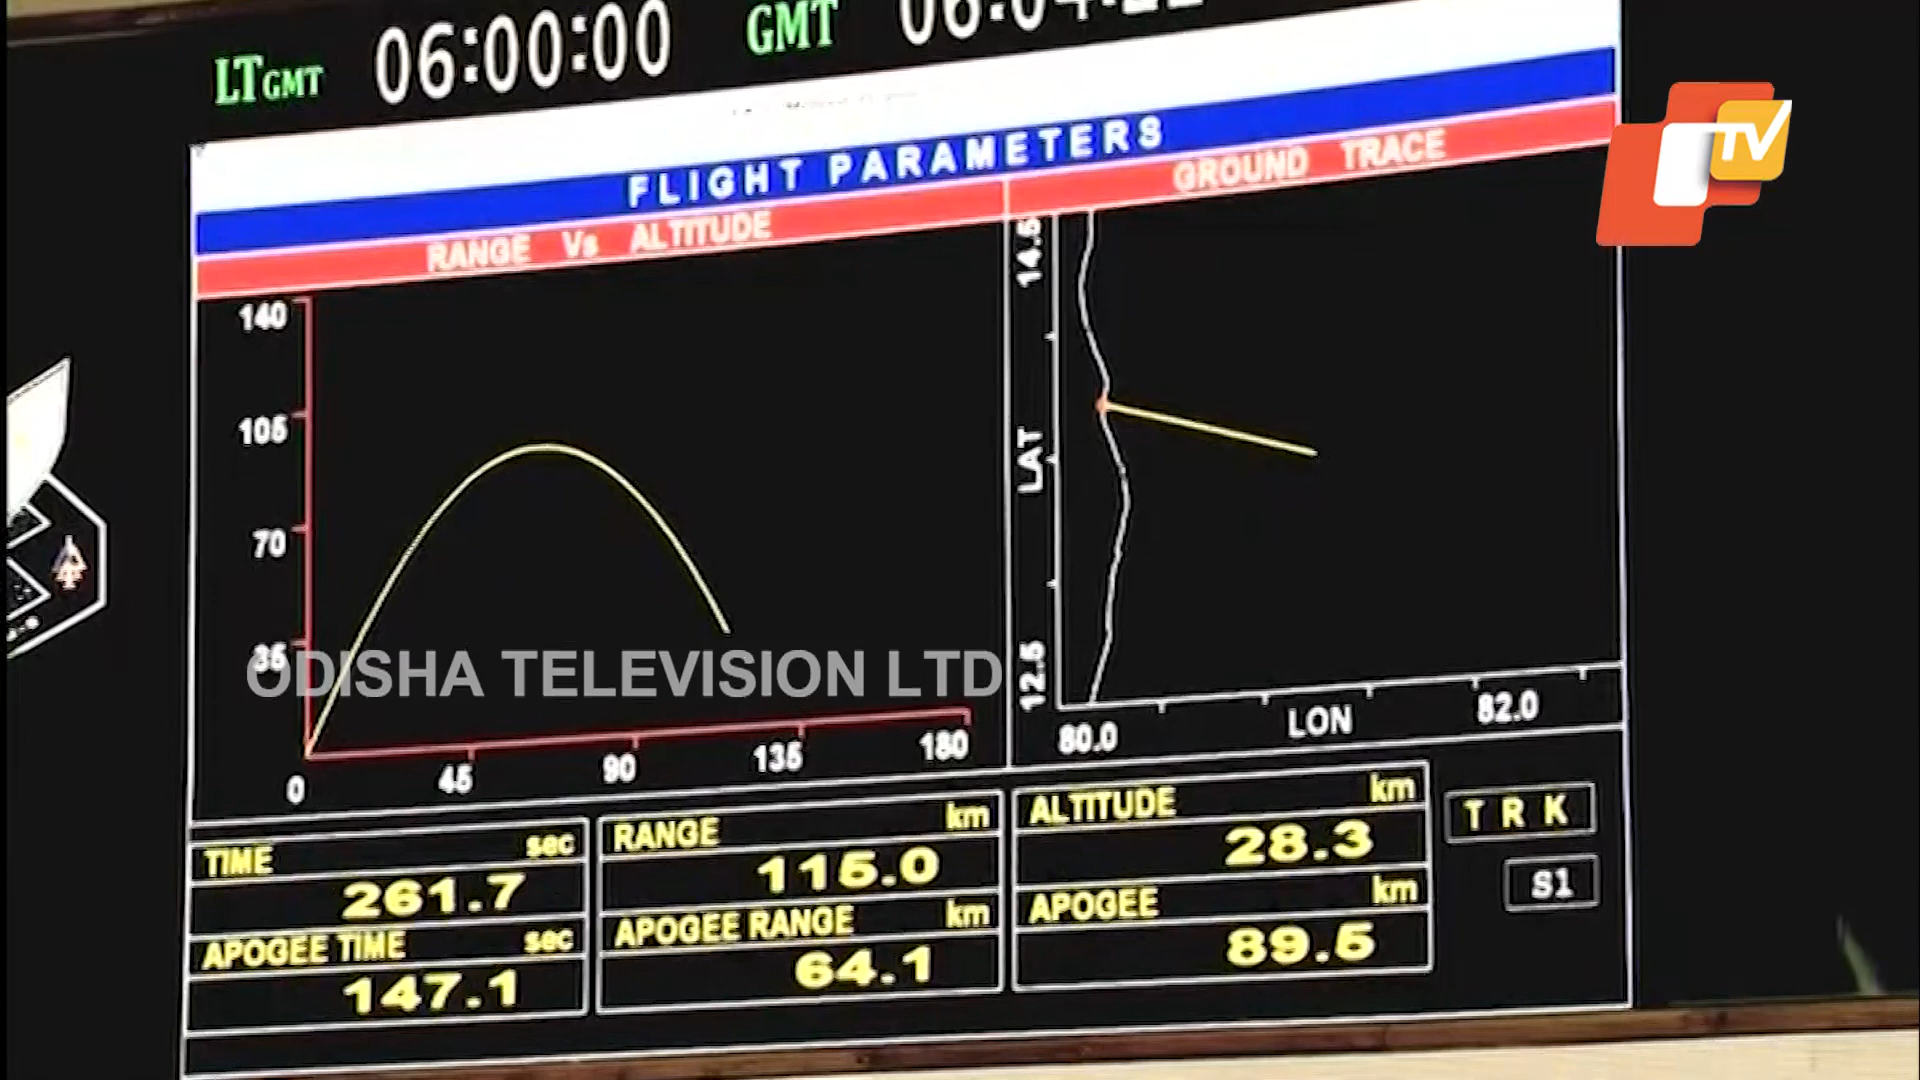 LT GMT 06:00:00 GMT
TV
FLIGHT PARAMETERS
RANGE Vs ALTITUDE
GROUND TRACE
140
105
70
35
0 45 90 135 180
14.5
LAT
12.5
80.0 LON 82.0
ODISHA TELEVISION LTD
TIME sec
261.7
APOGEE TIME sec
147.1
RANGE km
115.0
APOGEE RANGE km
64.1
ALTITUDE km
28.3
APOGEE km
89.5
TRK
S1